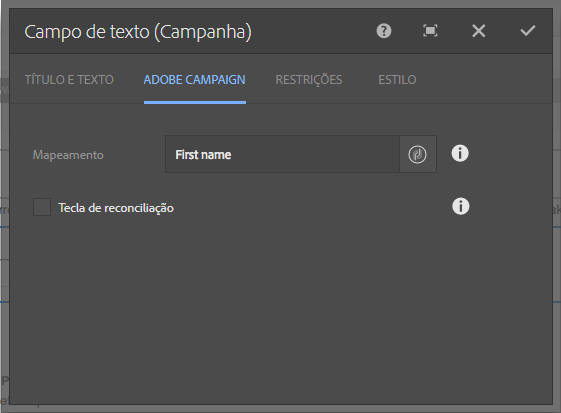 Campo de texto (Campanha)
TÍTULO E TEXTO ADOBE CAMPAIGN RESTRIÇÕES ESTILO
Mapeamento First name
Tecla de reconciliação